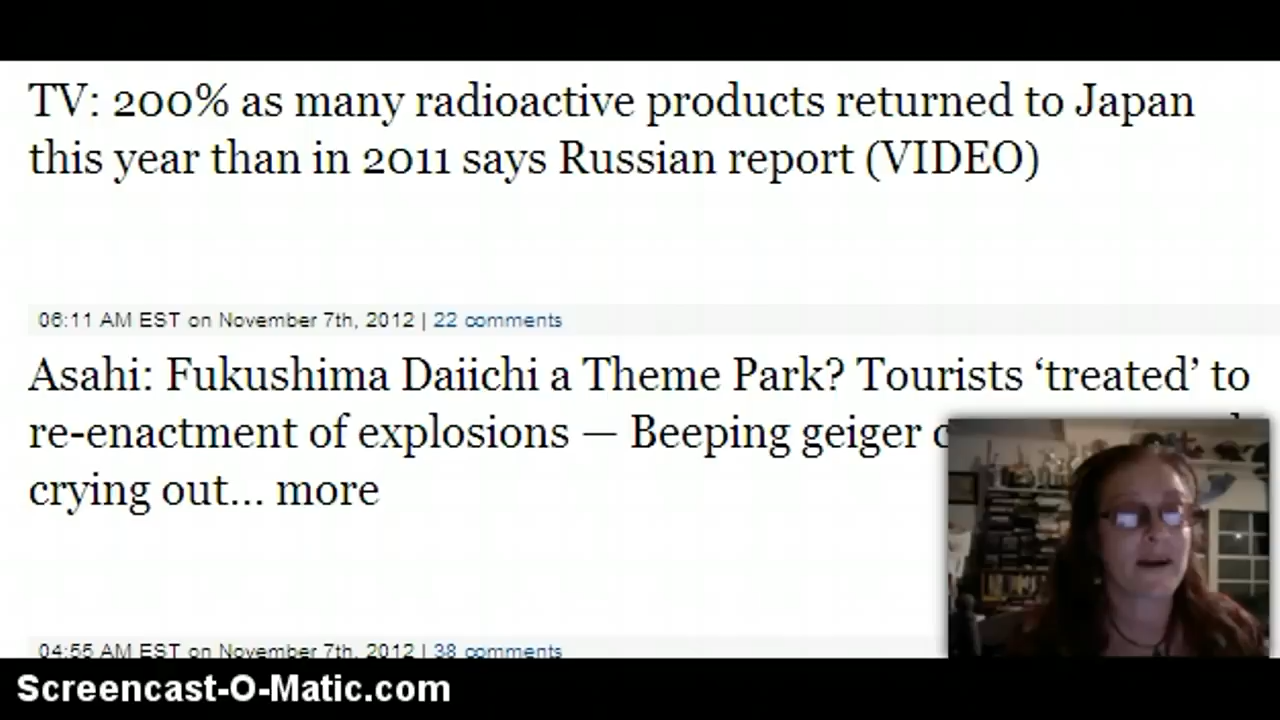 TV: 200% as many radioactive products returned to Japan
this year than in 2011 says Russian report (VIDEO)
06:11 AM EST on November 7th, 2012 | 22 comments
Asahi: Fukushima Daiichi a Theme Park? Tourists ‘treated’ to
re-enactment of explosions — Beeping geiger
crying out... more
04:55 AM EST on November 7th, 2012 | 38 comments
Screencast-O-Matic.com